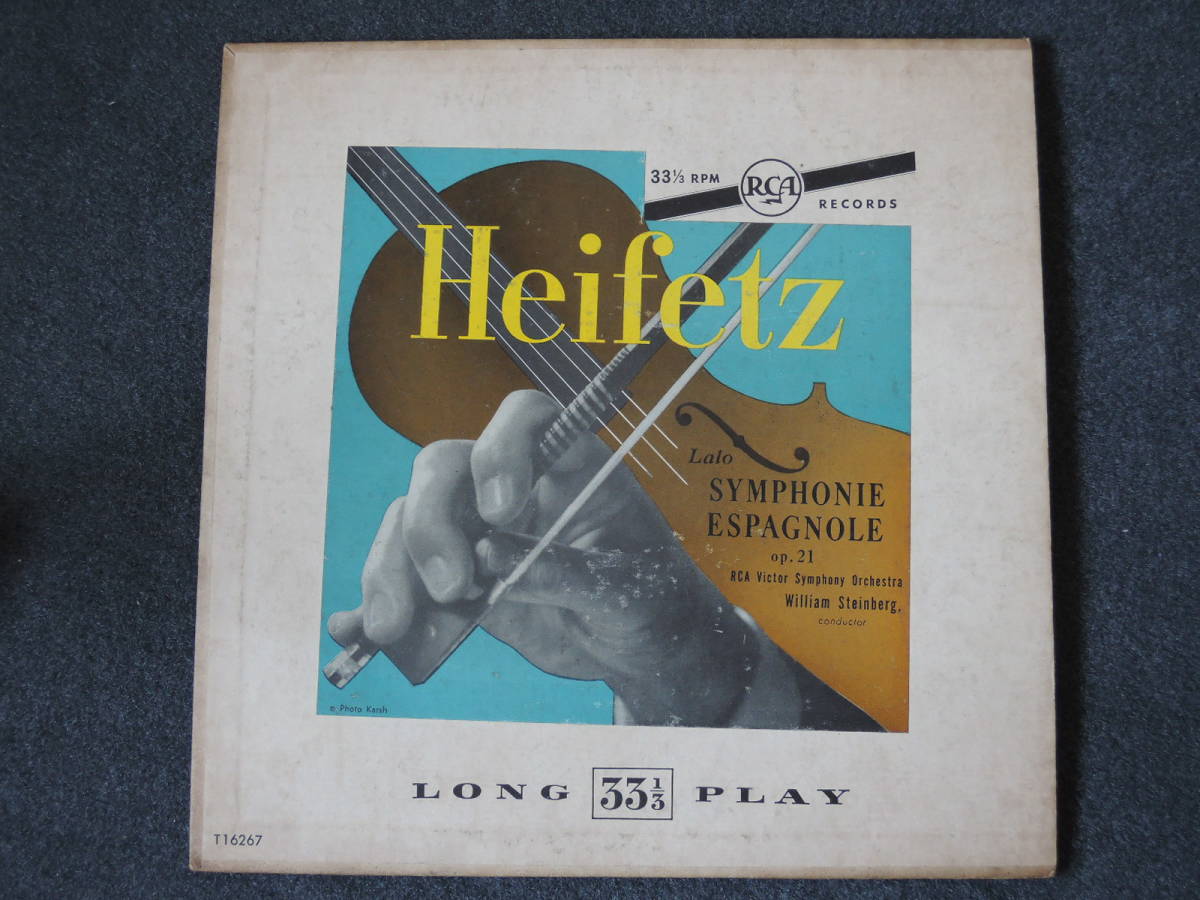 33⅓ RPM
RCA
RECORDS
Heifetz
Lalo
SYMPHONIE
ESPAGNOLE
op. 21
RCA Victor Symphony Orchestra
William Steinberg,
conductor
© Photo Karsh
LONG 33⅓ PLAY
T16267